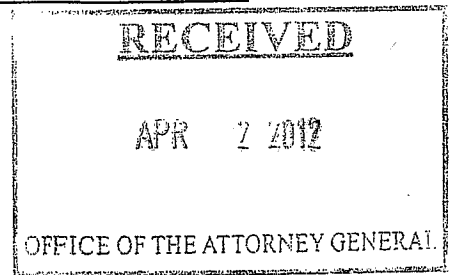 RECEIVED
APR 2 2012
OFFICE OF THE ATTORNEY GENERAL